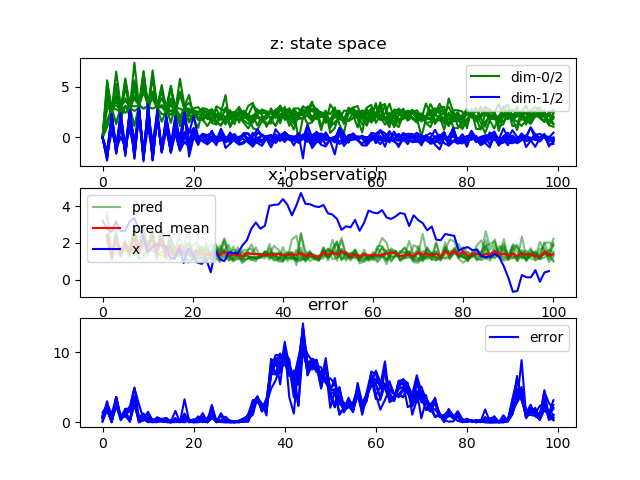 z: state space
5
0
dim-0/2
dim-1/2
0 20 40 60 80 100
x: observation
4
2
0
pred
pred_mean
x
0 20 40 60 80 100
error
10
0
error
0 20 40 60 80 100